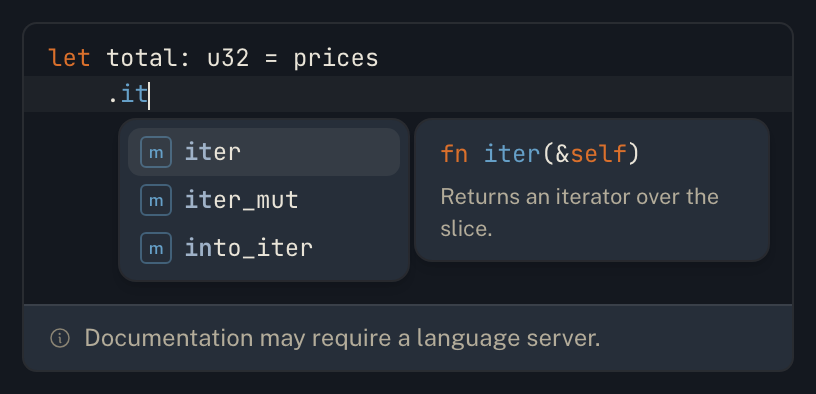 let total: u32 = prices
.it
m iter
m iter_mut
m into_iter
fn iter(&self)
Returns an iterator over the
slice.
Documentation may require a language server.